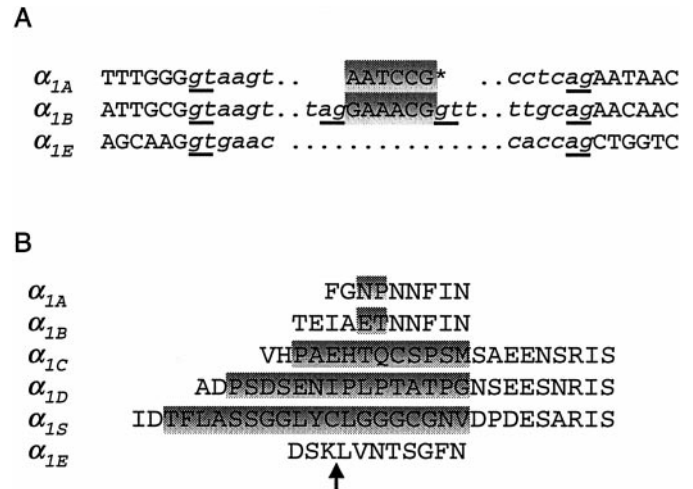 A
α1A TTTGGGgtaagt.. AATCCG* ..cctcagAATAAC
α1B ATTGCGgtaagt.. tagGAAACGgtt.. ttgcagAACAAC
α1E AGCAAGgtgaac ...............caccagCTGGTC
B
α1A FGNPNNFIN
α1B TEIAETNNFIN
α1C VHPAEHTQCSPSMSAEENSRIS
α1D ADPSDSENIPLPTATPGNSEESNRIS
α1S IDTFLASSGGLYCLGGGCGNVDPDESARIS
α1E DSKLVNTSGFN